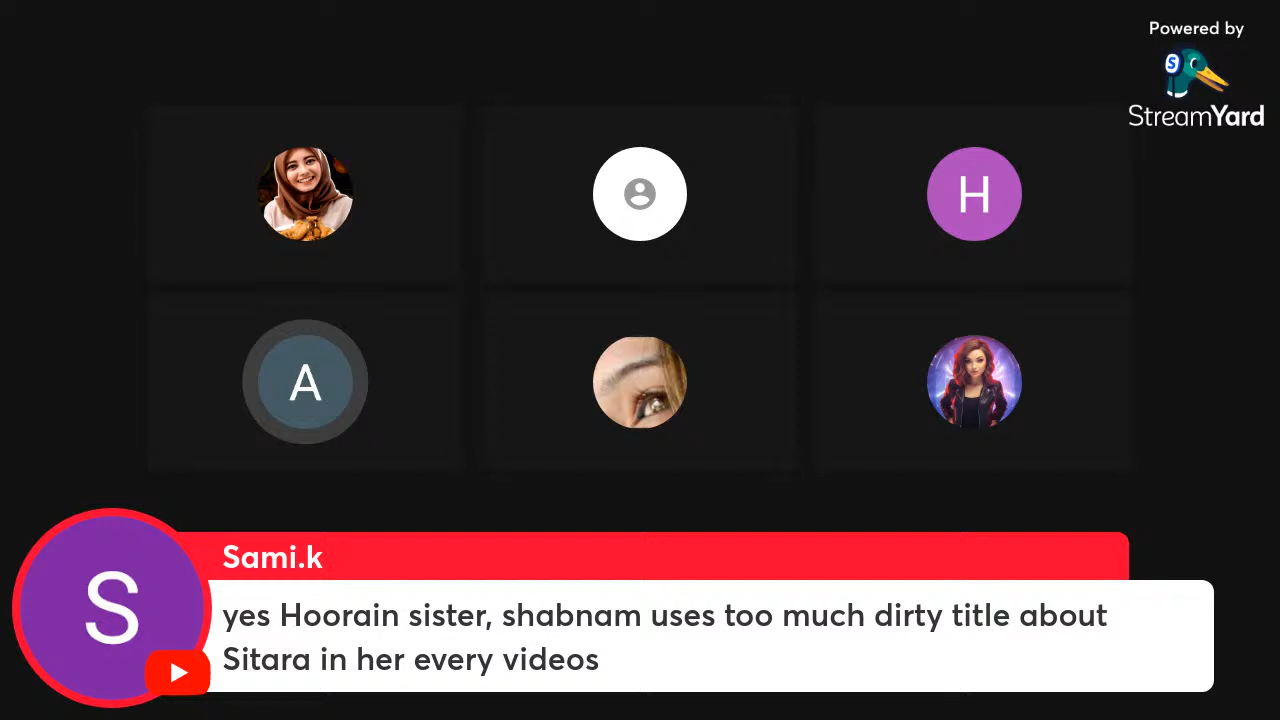 Powered by
S
StreamYard
H
A
S
Sami.k
yes Hoorain sister, shabnam uses too much dirty title about
Sitara in her every videos